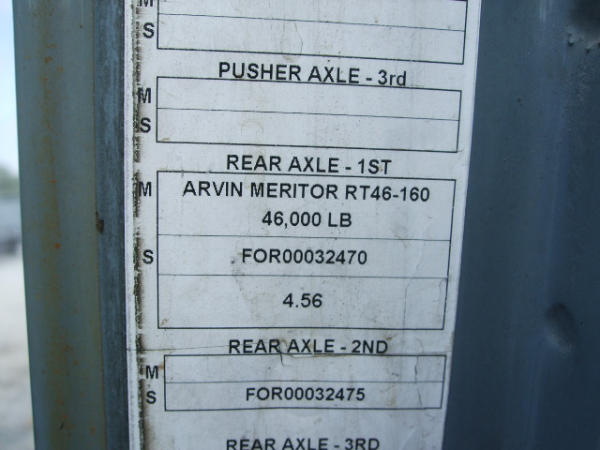 M
S
PUSHER AXLE - 3rd
M
S
REAR AXLE - 1ST
M ARVIN MERITOR RT46-160
46,000 LB
S FOR00032470
4.56
REAR AXLE - 2ND
M
S FOR00032475
REAR AXLE - 3RD